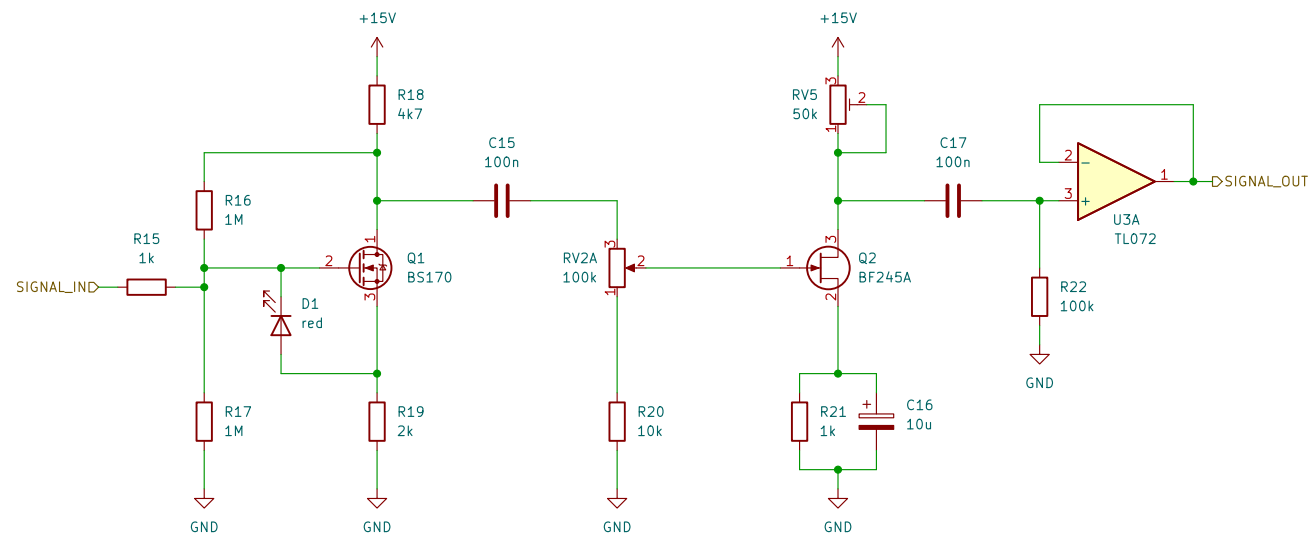 +15V
+15V
R18
4k7
RV5
50k
3
2
1
C15
100n
C17
100n
R16
1M
R15
1k
SIGNAL_IN
2
1
3
Q1
BS170
D1
red
RV2A
100k
3
2
1
1
3
2
Q2
BF245A
2
3
1
−
+
U3A
TL072
SIGNAL_OUT
R22
100k
GND
R17
1M
R19
2k
R20
10k
R21
1k
+
C16
10u
GND
GND
GND
GND